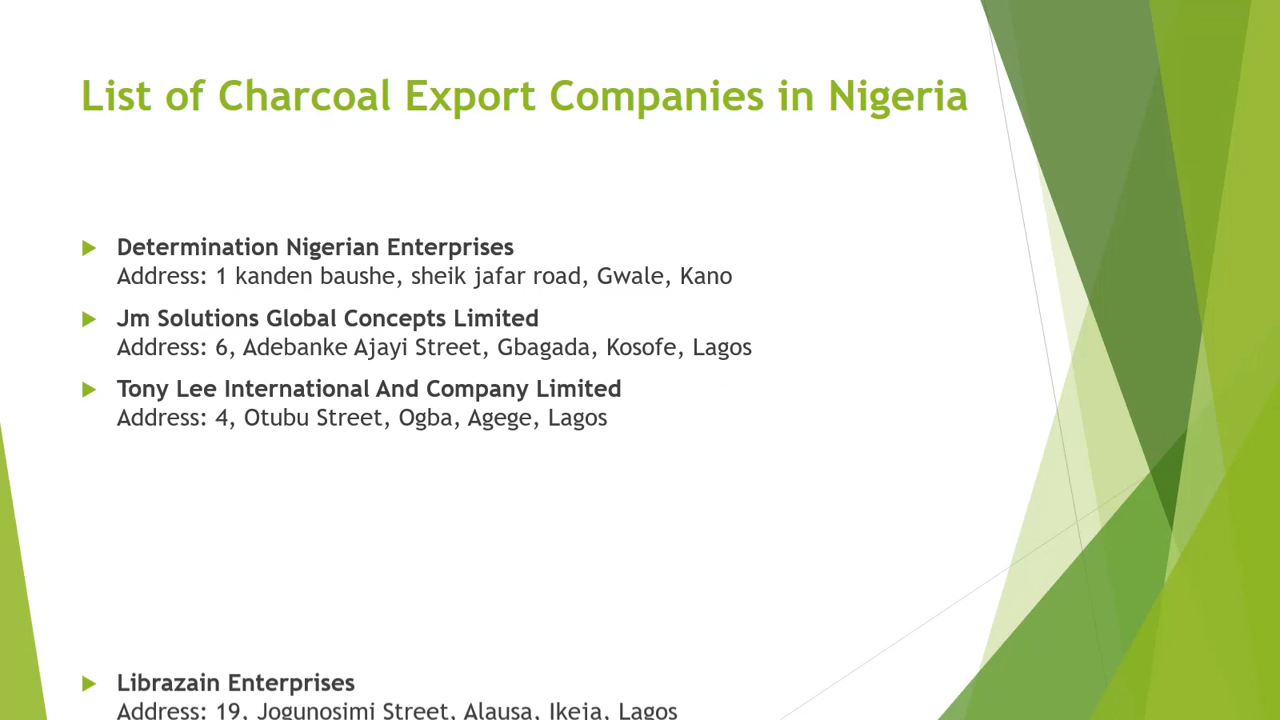 List of Charcoal Export Companies in Nigeria
Determination Nigerian Enterprises
Address: 1 kanden baushe, sheik jafar road, Gwale, Kano
Jm Solutions Global Concepts Limited
Address: 6, Adebanke Ajayi Street, Gbagada, Kosofe, Lagos
Tony Lee International And Company Limited
Address: 4, Otubu Street, Ogba, Agege, Lagos
Librazain Enterprises
Address: 19, Jogunosimi Street, Alausa, Ikeja, Lagos